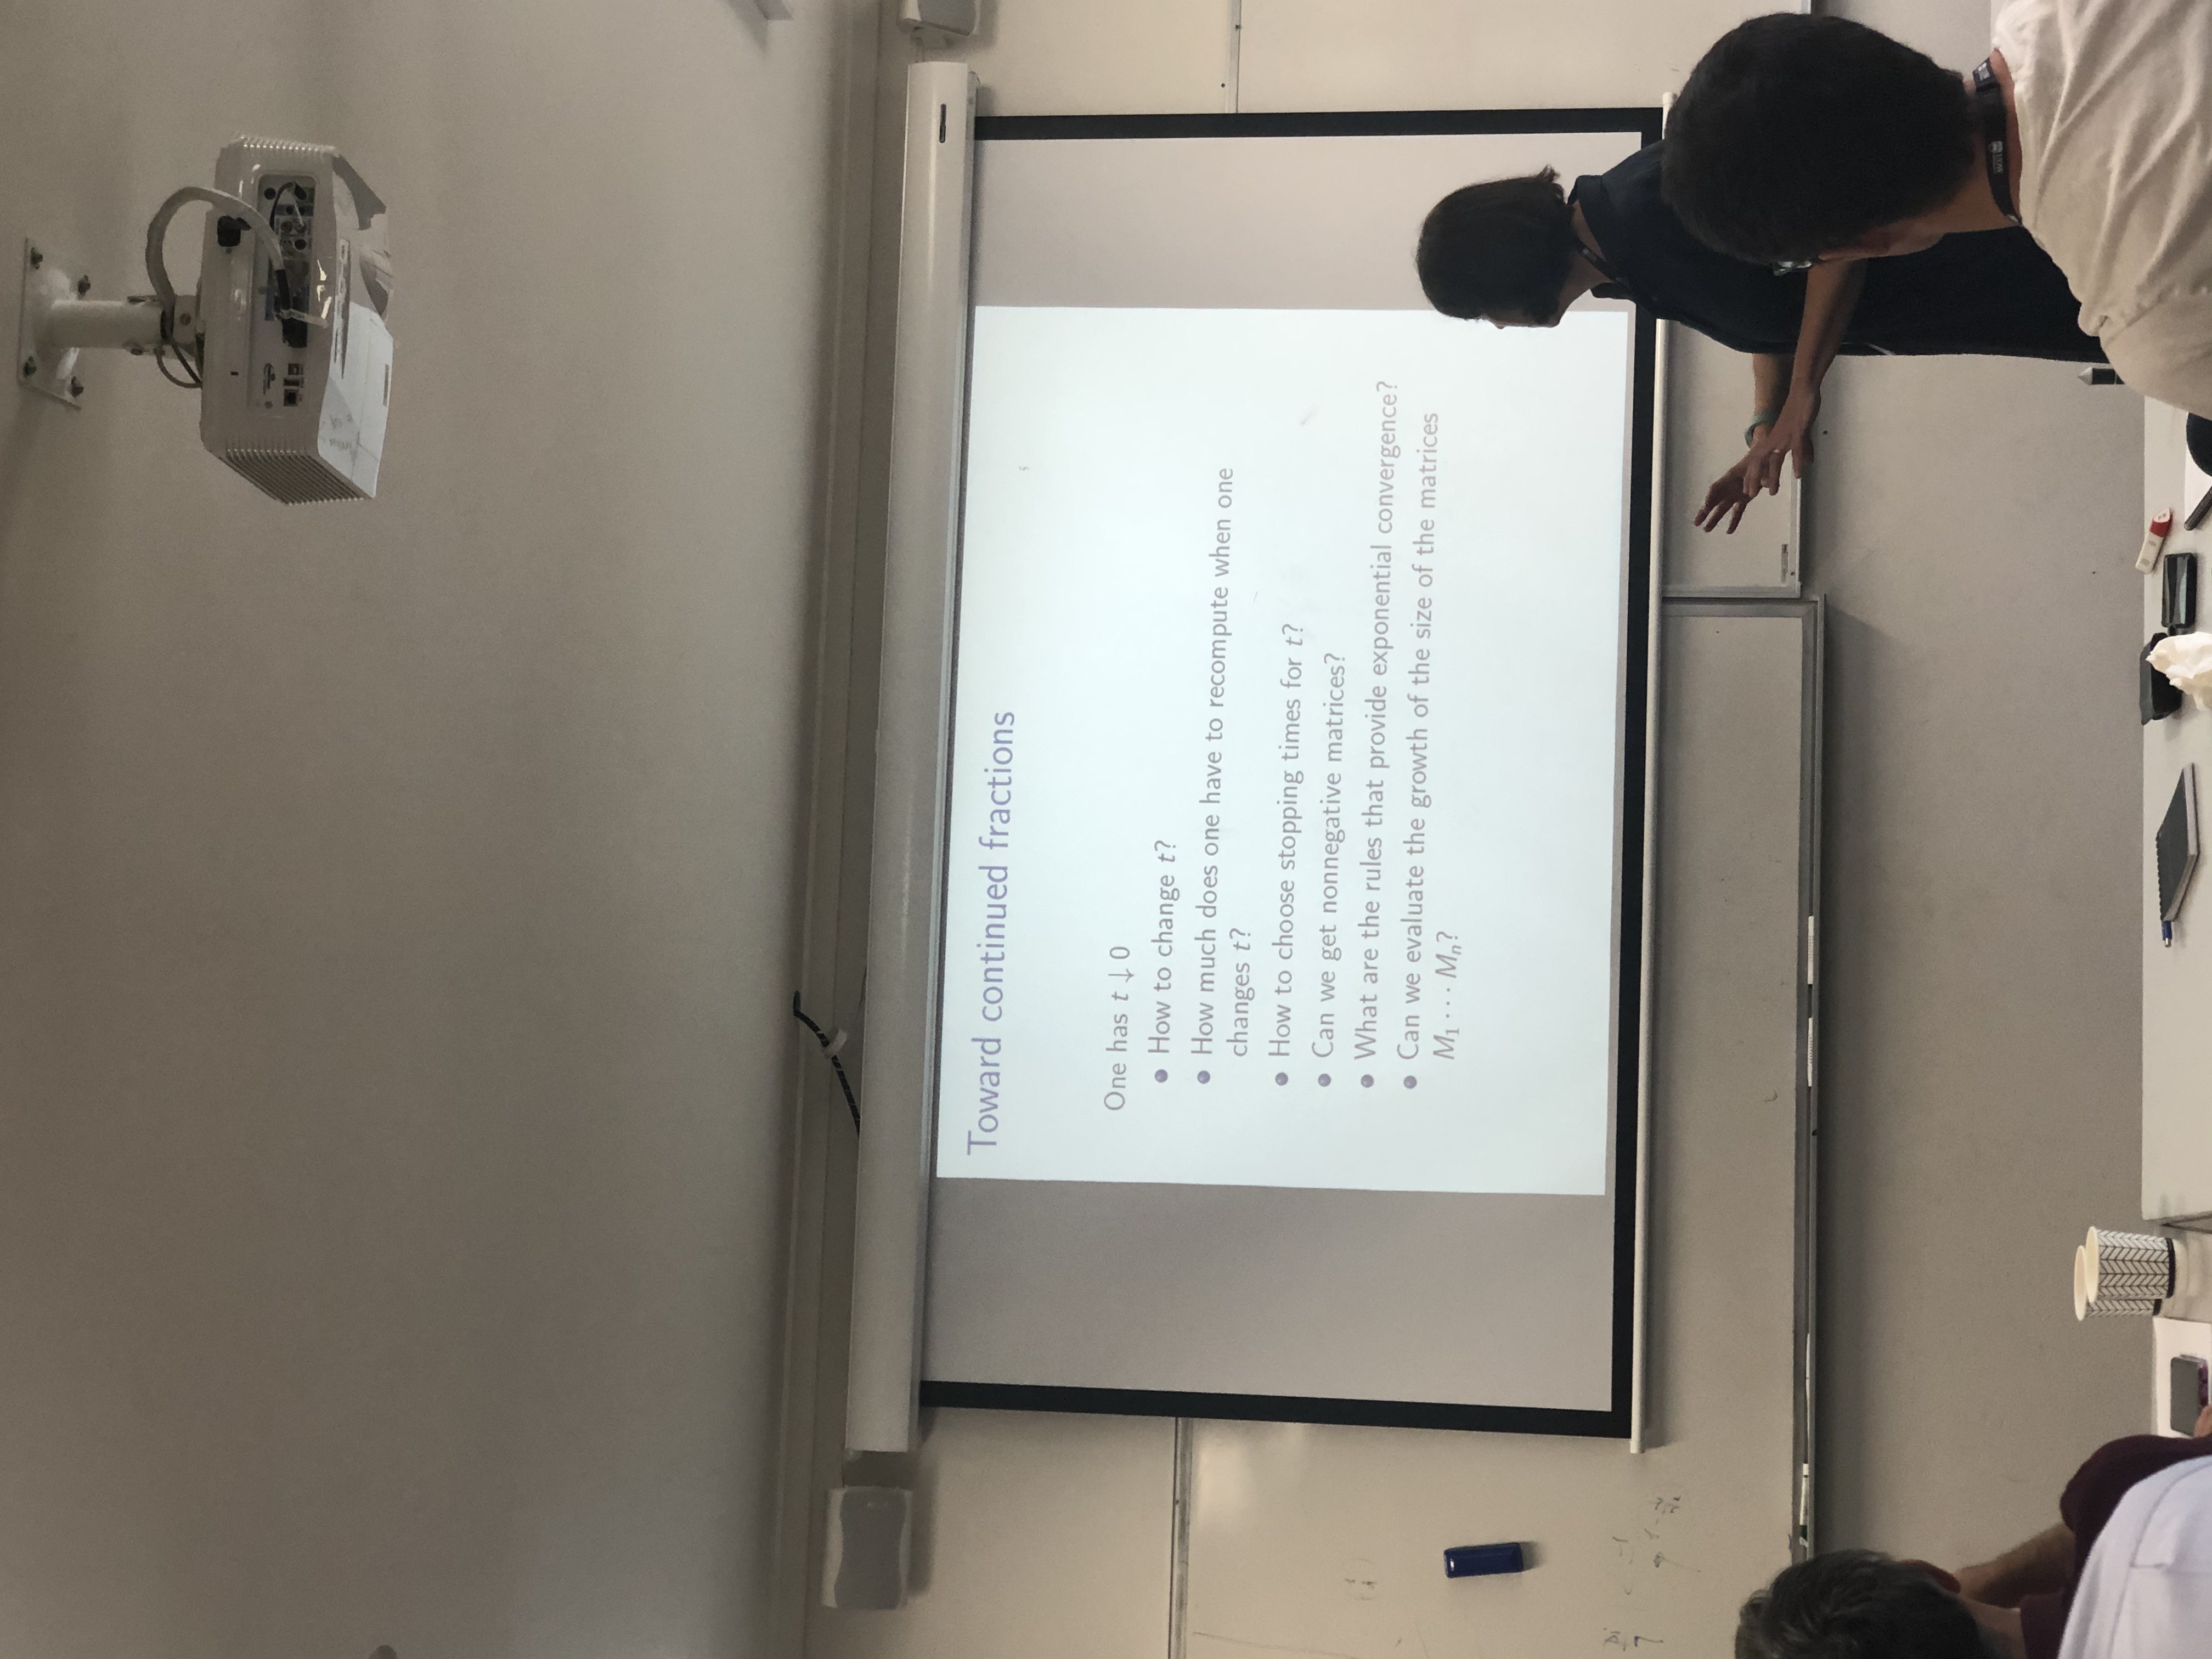 Toward continued fractions
One has t ↓ 0
• How to change t?
• How much does one have to recompute when one
changes t?
• How to choose stopping times for t?
• Can we get nonnegative matrices?
• What are the rules that provide exponential convergence?
• Can we evaluate the growth of the size of the matrices
M₁ ··· Mₙ?